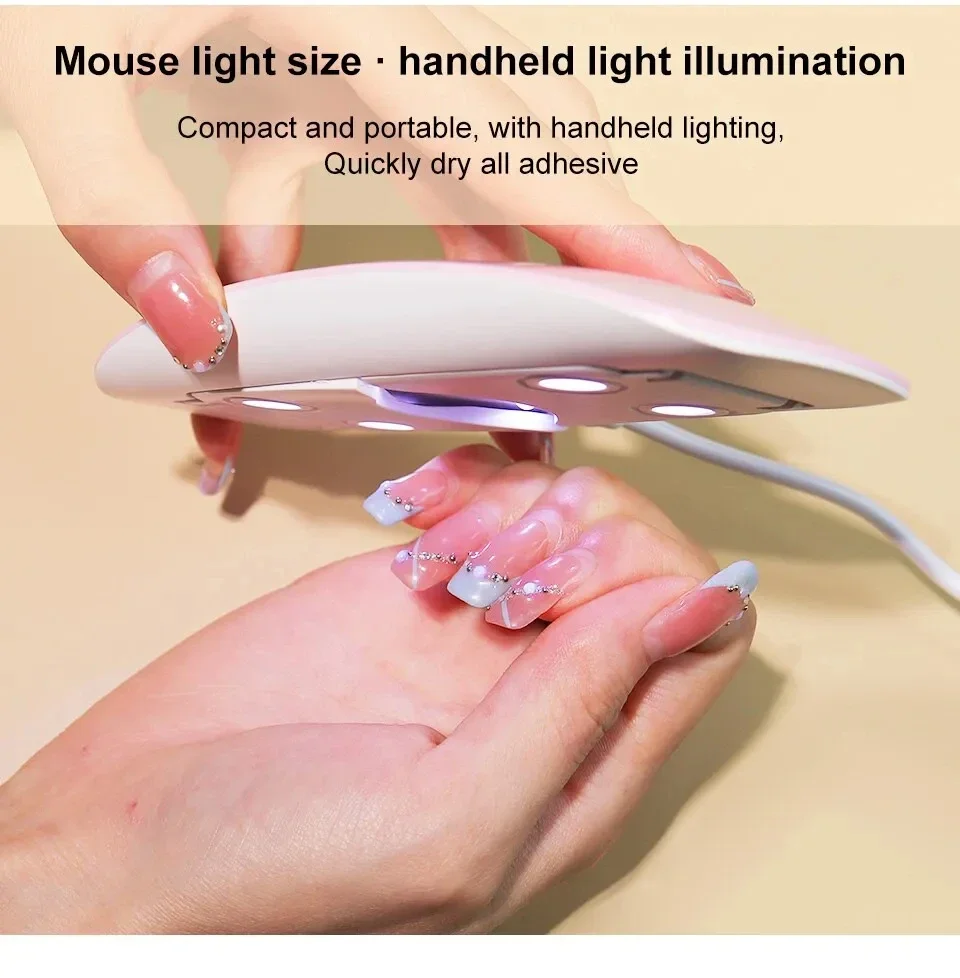 Mouse light size · handheld light illumination
Compact and portable, with handheld lighting,
Quickly dry all adhesive